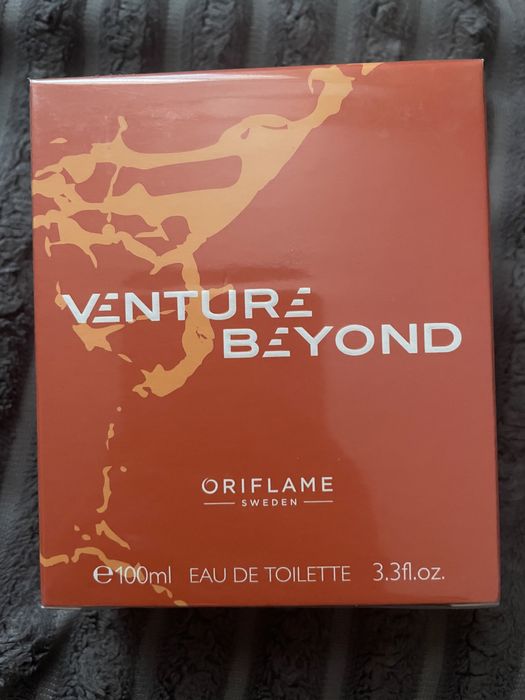 VENTURE
BEYOND
ORIFLAME
SWEDEN
℮100ml EAU DE TOILETTE 3.3fl.oz.